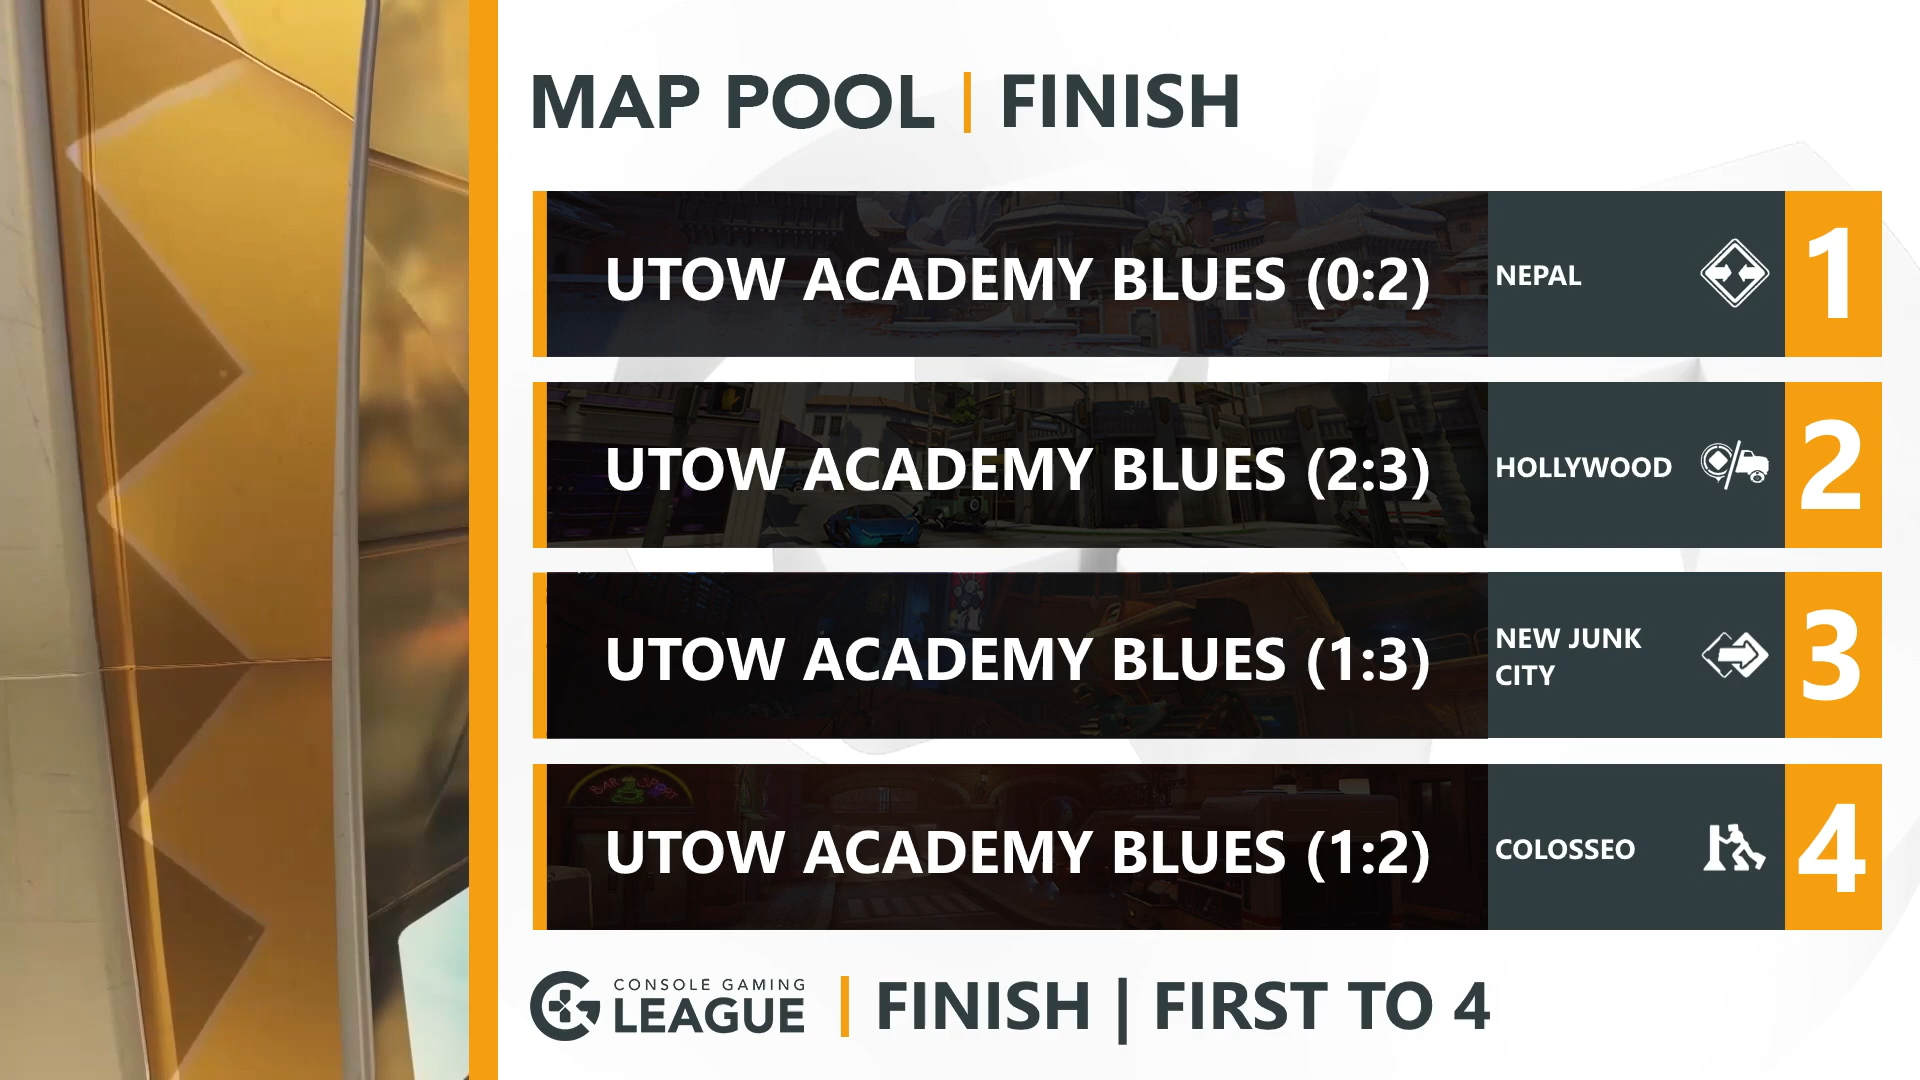 MAP POOL | FINISH
UTOW ACADEMY BLUES (0:2)
NEPAL
1
UTOW ACADEMY BLUES (2:3)
HOLLYWOOD
2
UTOW ACADEMY BLUES (1:3)
NEW JUNK
CITY
3
BAR SPORT
UTOW ACADEMY BLUES (1:2)
COLOSSEO
4
CONSOLE GAMING
LEAGUE
FINISH | FIRST TO 4